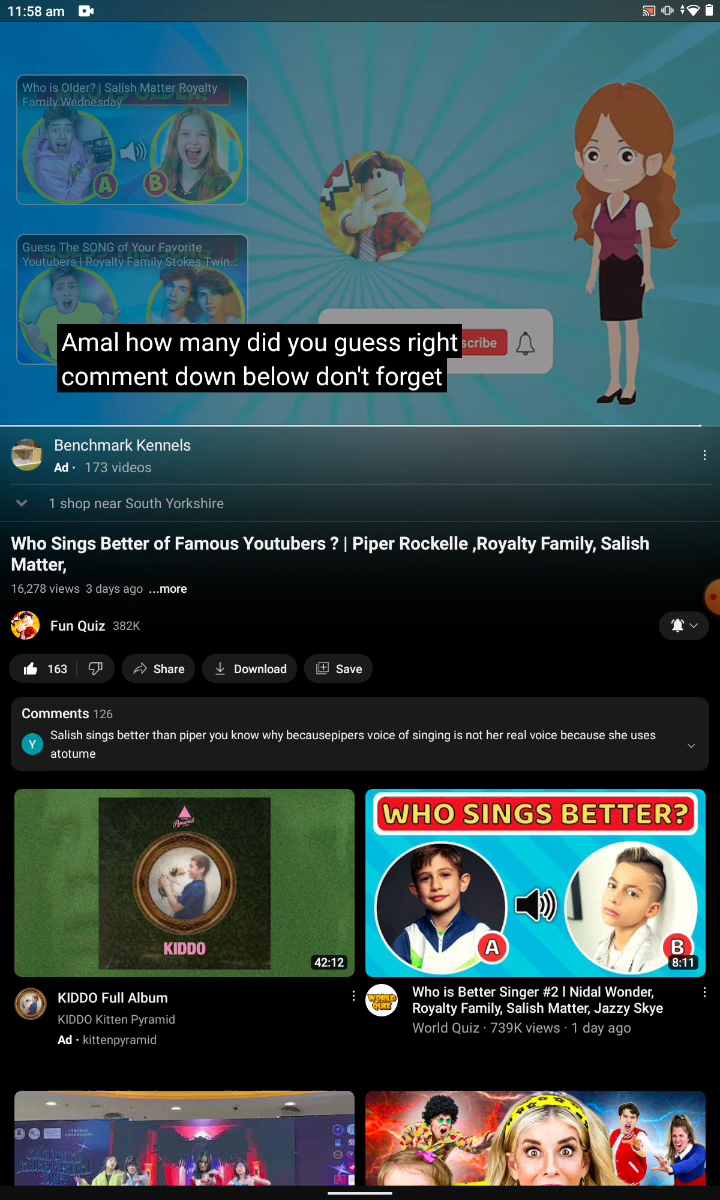 11:58 am
Who is Older? | Salish Matter Royalty
Family Wednesday
A
B
Guess The SONG of Your Favorite
Youtubers | Royalty Family Stokes Twin...
scribe
Amal how many did you guess right
comment down below don't forget
Benchmark Kennels
Ad · 173 videos
1 shop near South Yorkshire
Who Sings Better of Famous Youtubers ? | Piper Rockelle ,Royalty Family, Salish
Matter,
16,278 views 3 days ago ...more
Fun Quiz 382K
163
Share
Download
Save
Comments 126
Y
Salish sings better than piper you know why becausepipers voice of singing is not her real voice because she uses
atotume
Pyramid
KIDDO
42:12
WHO SINGS BETTER?
A
B
8:11
KIDDO Full Album
KIDDO Kitten Pyramid
Ad · kittenpyramid
WORLD
QUIZ
Who is Better Singer #2 l Nidal Wonder,
Royalty Family, Salish Matter, Jazzy Skye
World Quiz · 739K views · 1 day ago